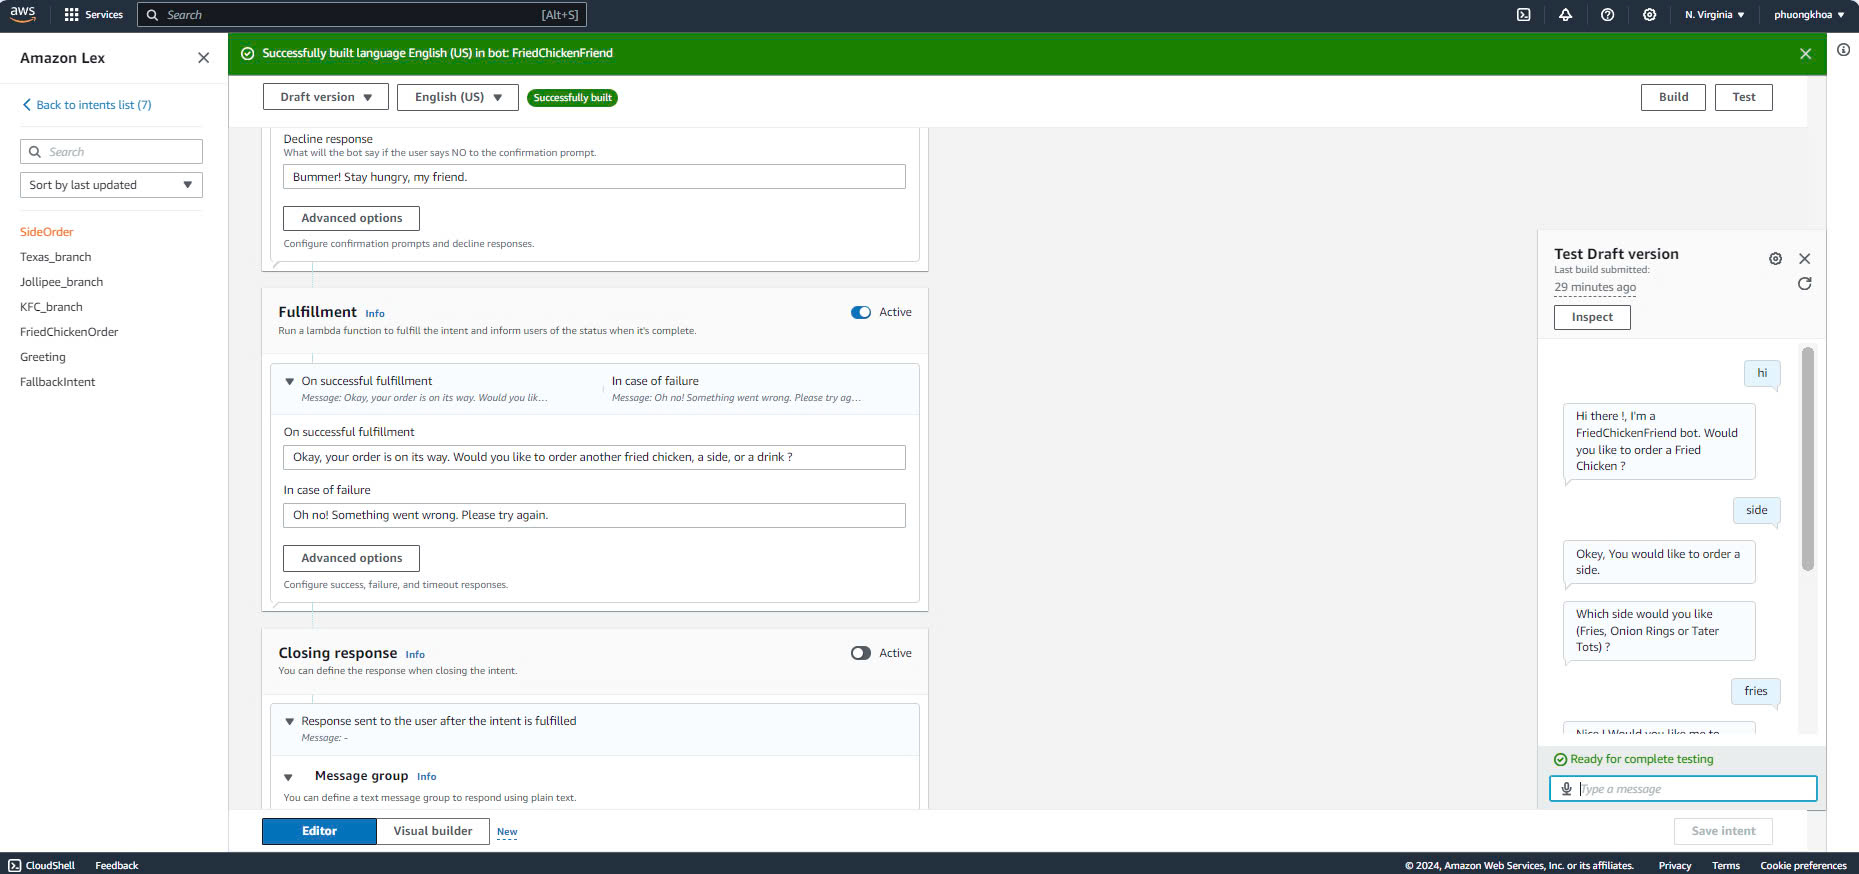 aws
Services
Search
[Alt+S]
N. Virginia
phuongkhoa
Amazon Lex
Back to intents list (7)
Search
Sort by last updated
SideOrder
Texas_branch
Jollipee_branch
KFC_branch
FriedChickenOrder
Greeting
FallbackIntent
Successfully built language English (US) in bot: FriedChickenFriend
Draft version
English (US)
Successfully built
Build
Test
Decline response
What will the bot say if the user says NO to the confirmation prompt.
Bummer! Stay hungry, my friend.
Advanced options
Configure confirmation prompts and decline responses.
Fulfillment Info
Active
Run a lambda function to fulfill the intent and inform users of the status when it's complete.
On successful fulfillment
Message: Okay, your order is on its way. Would you lik...
In case of failure
Message: Oh no! Something went wrong. Please try ag...
On successful fulfillment
Okay, your order is on its way. Would you like to order another fried chicken, a side, or a drink ?
In case of failure
Oh no! Something went wrong. Please try again.
Advanced options
Configure success, failure, and timeout responses.
Closing response Info
Active
You can define the response when closing the intent.
Response sent to the user after the intent is fulfilled
Message: -
Message group Info
You can define a text message group to respond using plain text.
Editor
Visual builder
New
Save intent
Test Draft version
Last build submitted:
29 minutes ago
Inspect
hi
Hi there !, I'm a
FriedChickenFriend bot. Would
you like to order a Fried
Chicken ?
side
Okey, You would like to order a
side.
Which side would you like
(Fries, Onion Rings or Tater
Tots) ?
fries
Nice ! Would you like me to
Ready for complete testing
Type a message
CloudShell
Feedback
© 2024, Amazon Web Services, Inc. or its affiliates.
Privacy
Terms
Cookie preferences